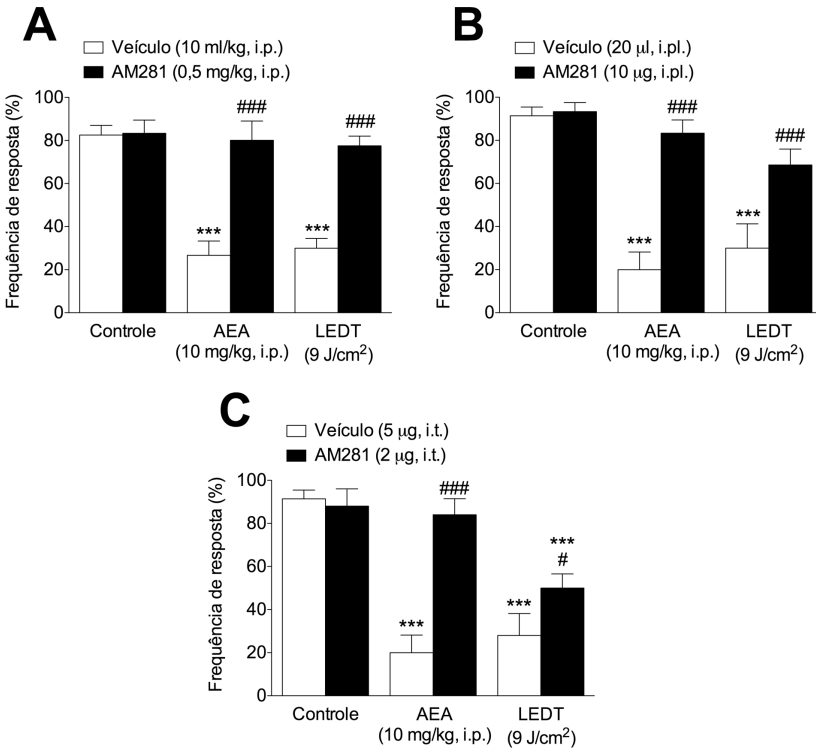 A
Veículo (10 ml/kg, i.p.)
AM281 (0,5 mg/kg, i.p.)
Frequência de resposta (%)
100
80
60
40
20
0
***
###
***
###
Controle
AEA
(10 mg/kg, i.p.)
LEDT
(9 J/cm²)
B
Veículo (20 μl, i.pl.)
AM281 (10 μg, i.pl.)
Frequência de resposta (%)
100
80
60
40
20
0
***
###
***
###
Controle
AEA
(10 mg/kg, i.p.)
LEDT
(9 J/cm²)
C
Veículo (5 μg, i.t.)
AM281 (2 μg, i.t.)
Frequência de resposta (%)
100
80
60
40
20
0
***
###
***
***
#
Controle
AEA
(10 mg/kg, i.p.)
LEDT
(9 J/cm²)